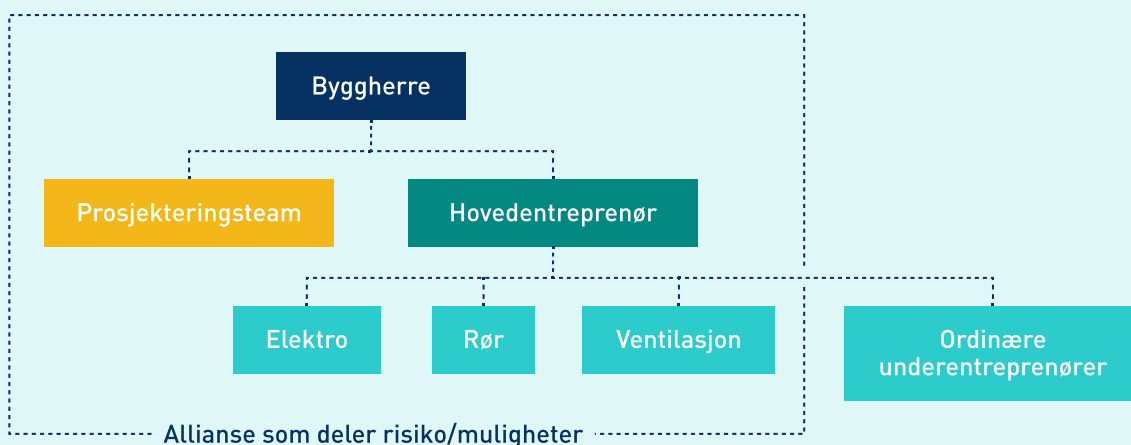 Byggherre
Prosjekteringsteam
Hovedentreprenør
Elektro
Rør
Ventilasjon
Ordinære
underentreprenører
Allianse som deler risiko/muligheter